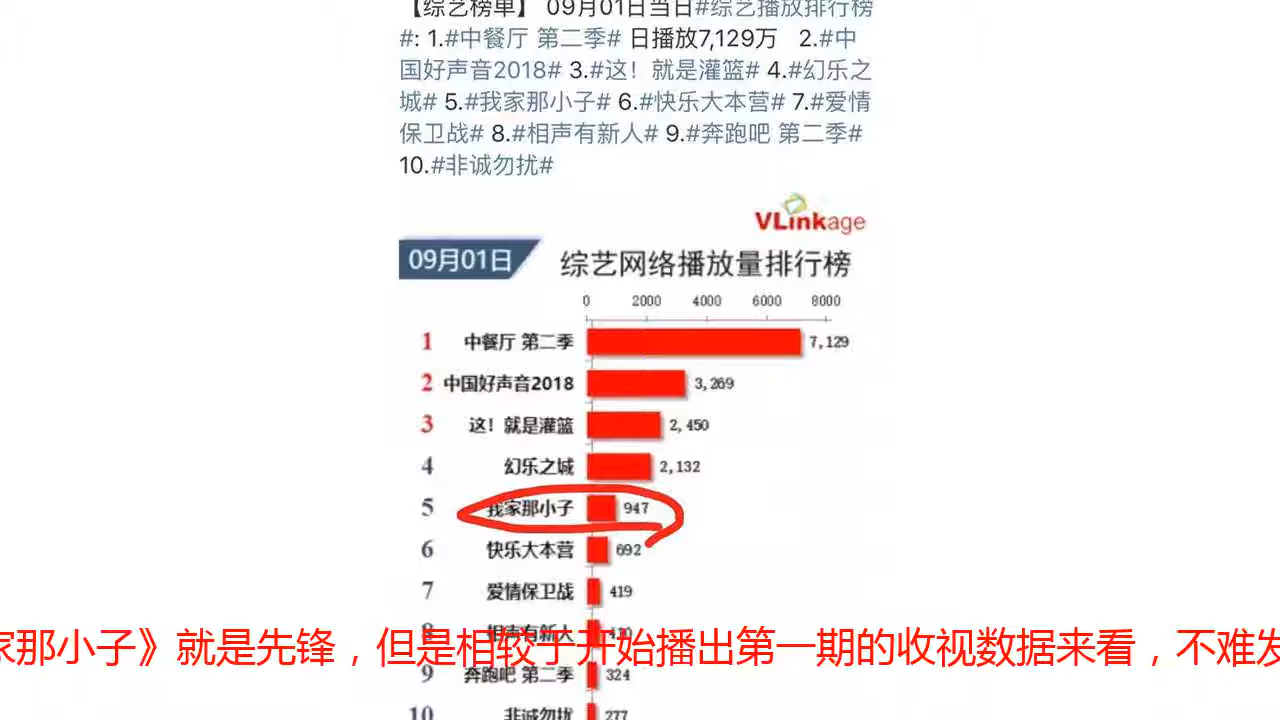 【综艺榜单】 09月01日当日#综艺播放排行榜
#: 1.#中餐厅 第二季# 日播放7,129万 2.#中
国好声音2018# 3.#这！就是灌篮# 4.#幻乐之
城# 5.#我家那小子# 6.#快乐大本营# 7.#爱情
保卫战# 8.#相声有新人# 9.#奔跑吧 第二季#
10.#非诚勿扰#
VLinkage
09月01日 综艺网络播放量排行榜
0 2000 4000 6000 8000
1 中餐厅 第二季 7,129
2 中国好声音2018 3,269
3 这！就是灌篮 2,450
4 幻乐之城 2,132
5 我家那小子 947
6 快乐大本营 692
7 爱情保卫战 419
8 相声有新人
家那小子》就是先锋，但是相较于开始播出第一期的收视数据来看，不难发
9 奔跑吧 第二季 324
10 非诚勿扰 277